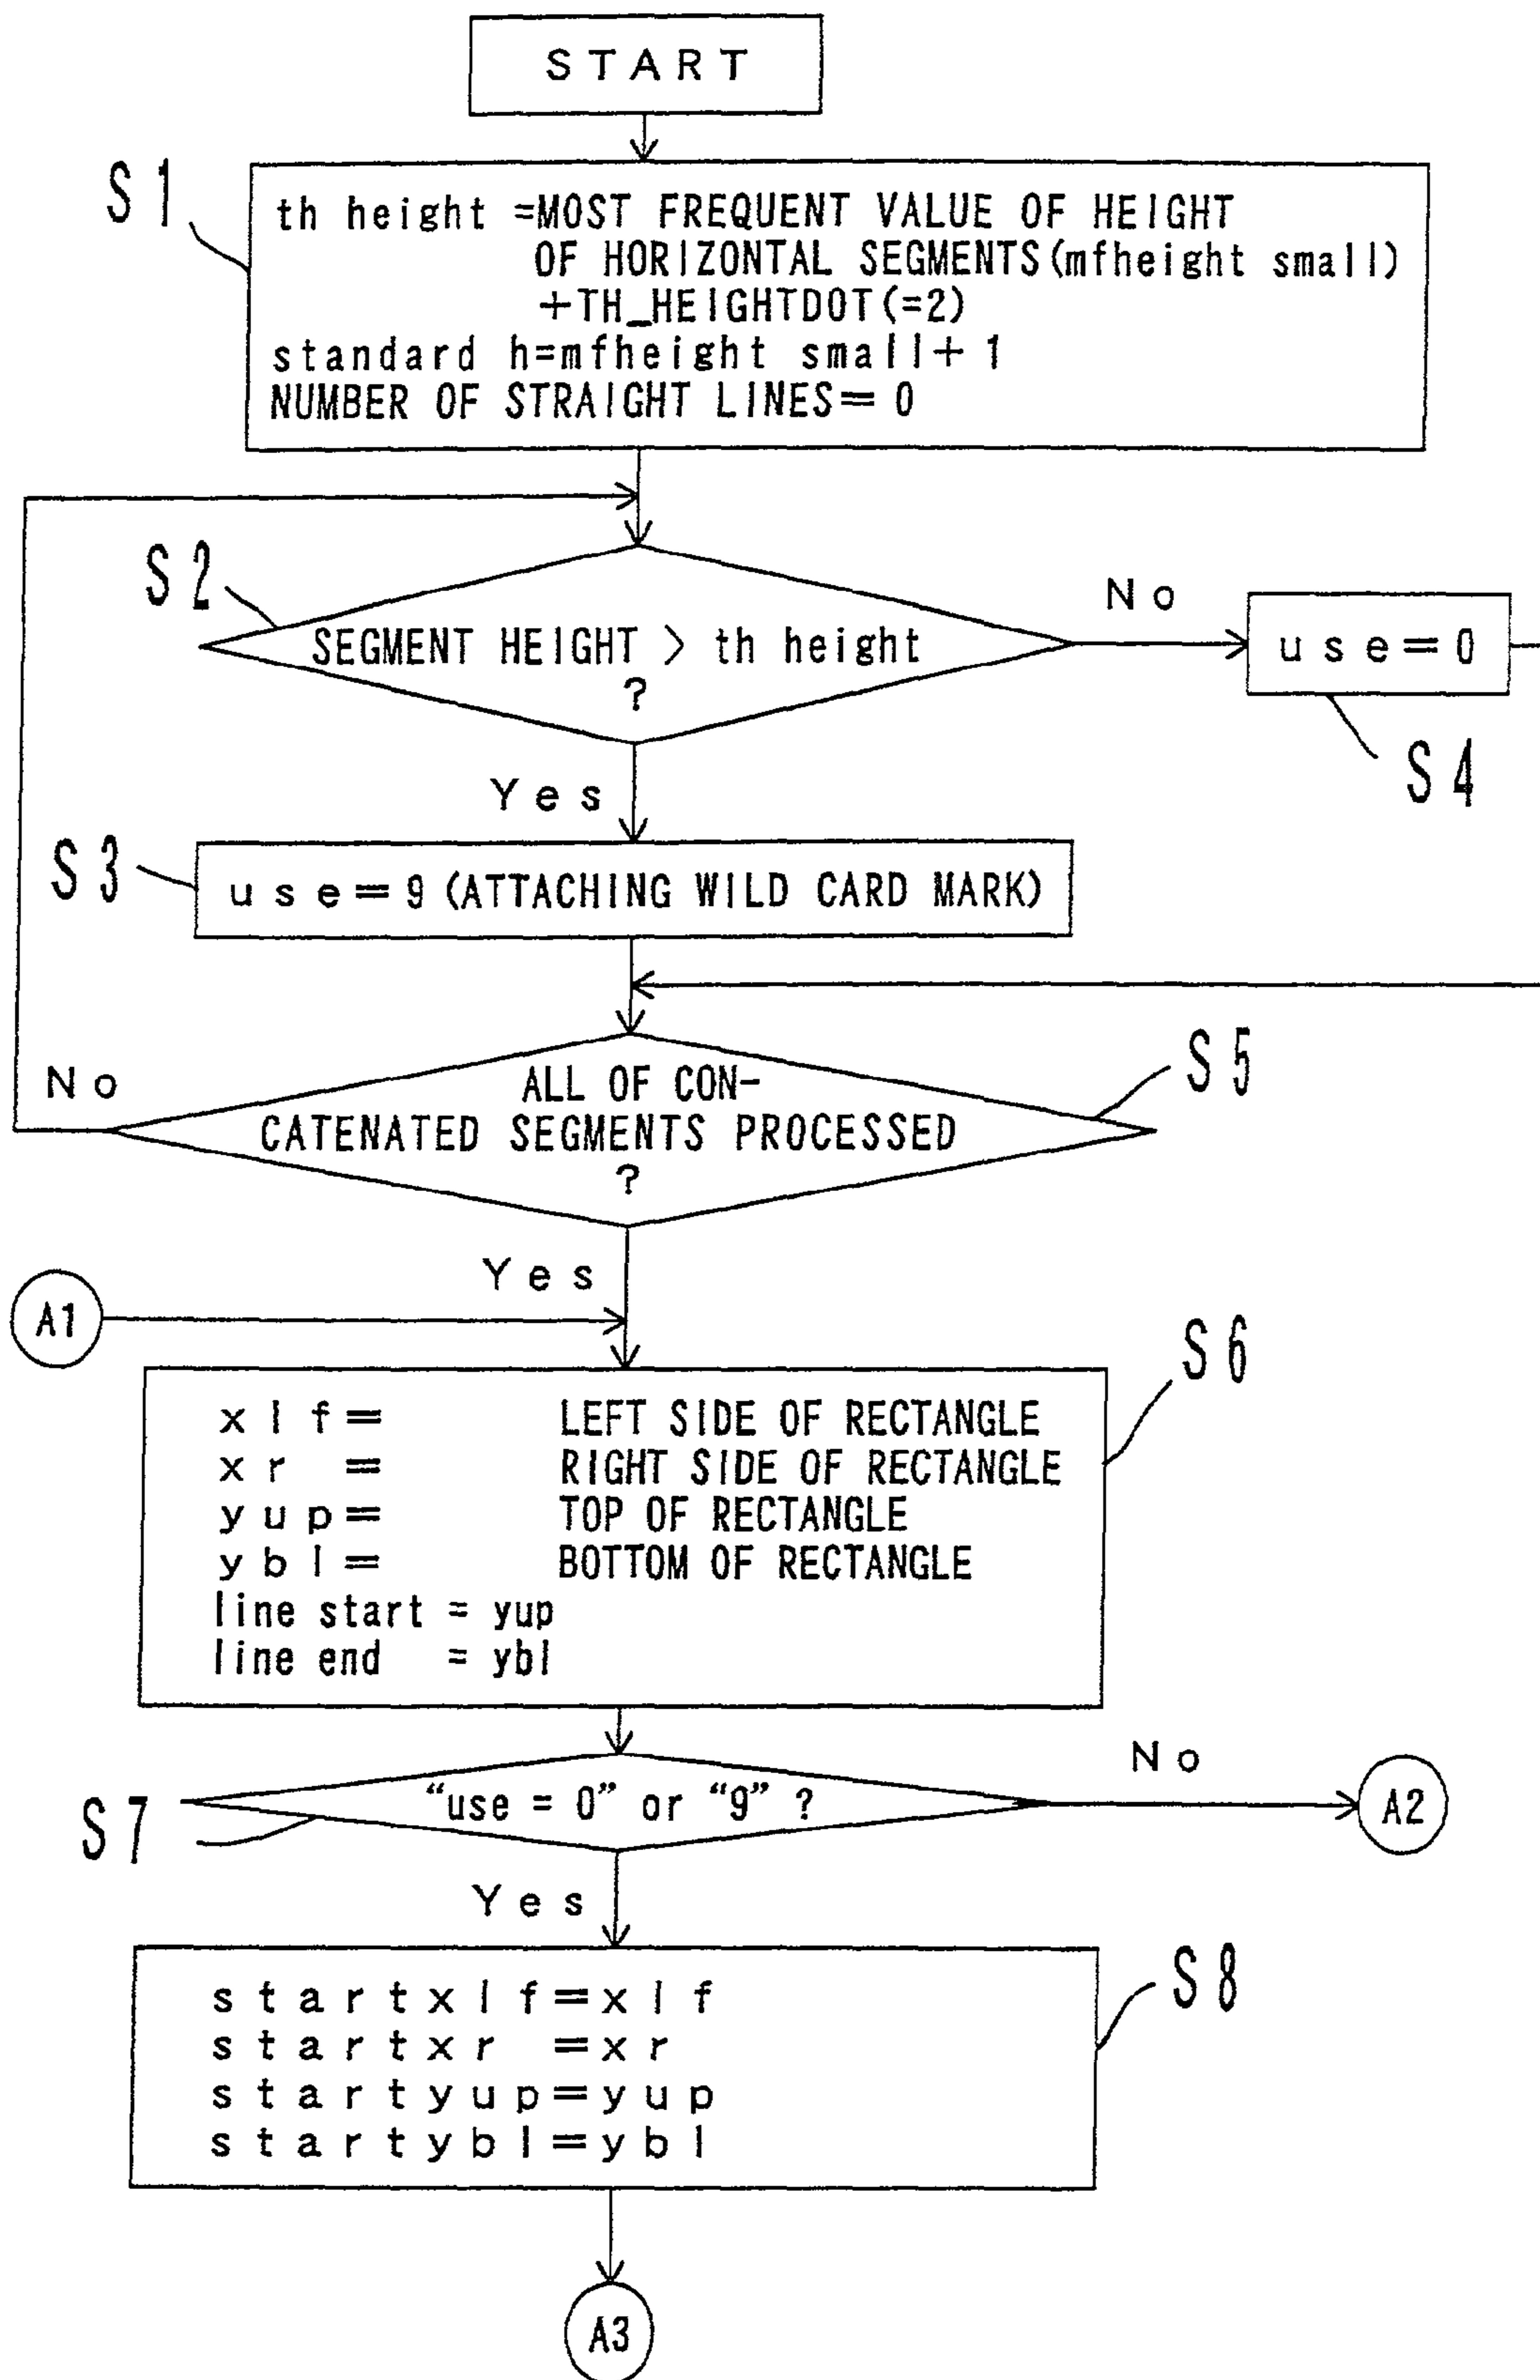 START
S1
th height =MOST FREQUENT VALUE OF HEIGHT
OF HORIZONTAL SEGMENTS(mfheight small)
+TH_HEIGHTDOT(=2)
standard h=mfheight small+1
NUMBER OF STRAIGHT LINES=0
S2
SEGMENT HEIGHT > th height
?
No
use=0
S4
Yes
S3
use=9(ATTACHING WILD CARD MARK)
S5
No
ALL OF CON-
CATENATED SEGMENTS PROCESSED
?
Yes
A1
S6
xlf= LEFT SIDE OF RECTANGLE
xr = RIGHT SIDE OF RECTANGLE
yup= TOP OF RECTANGLE
ybl= BOTTOM OF RECTANGLE
line start = yup
line end = ybl
S7
“use = 0” or “9” ?
No
A2
Yes
S8
startxlf=xlf
startxr =xr
startyup=yup
startybl=ybl
A3